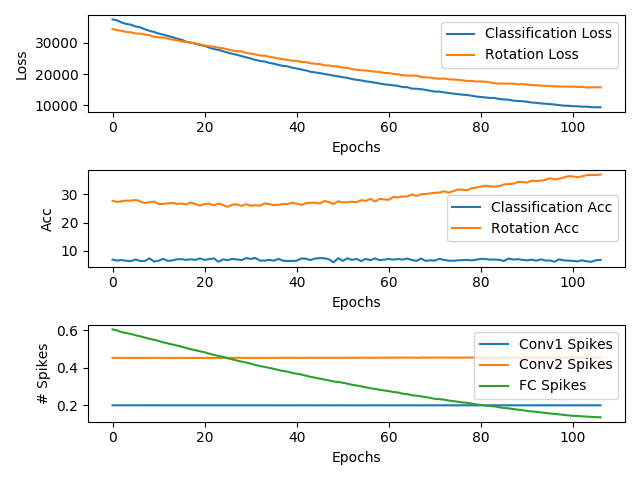 Loss
30000
20000
10000
Classification Loss
Rotation Loss
0 20 40 60 80 100
Epochs
Acc
30
20
10
Classification Acc
Rotation Acc
0 20 40 60 80 100
Epochs
# Spikes
0.6
0.4
0.2
Conv1 Spikes
Conv2 Spikes
FC Spikes
0 20 40 60 80 100
Epochs